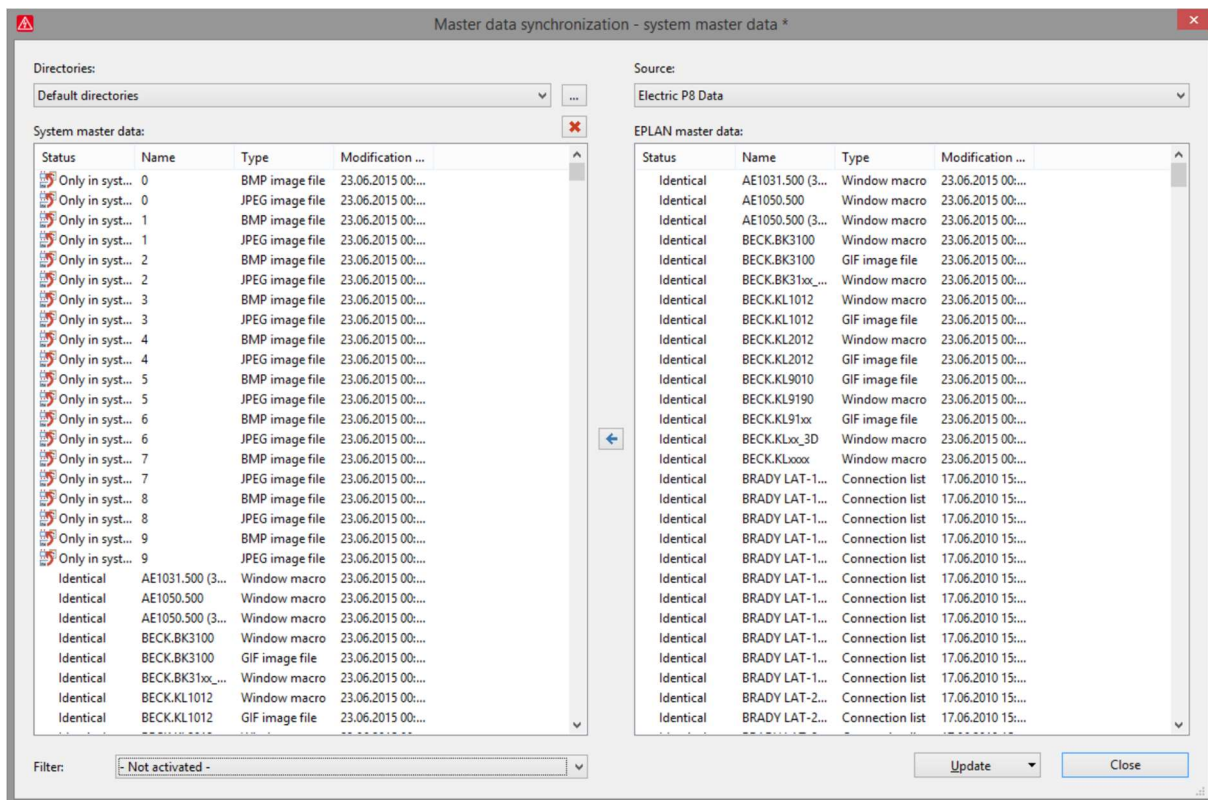 Master data synchronization - system master data *
Directories:
Default directories
...
System master data:
Status Name Type Modification ...
Only in syst... 0 BMP image file 23.06.2015 00:...
Only in syst... 0 JPEG image file 23.06.2015 00:...
Only in syst... 1 BMP image file 23.06.2015 00:...
Only in syst... 1 JPEG image file 23.06.2015 00:...
Only in syst... 2 BMP image file 23.06.2015 00:...
Only in syst... 2 JPEG image file 23.06.2015 00:...
Only in syst... 3 BMP image file 23.06.2015 00:...
Only in syst... 3 JPEG image file 23.06.2015 00:...
Only in syst... 4 BMP image file 23.06.2015 00:...
Only in syst... 4 JPEG image file 23.06.2015 00:...
Only in syst... 5 BMP image file 23.06.2015 00:...
Only in syst... 5 JPEG image file 23.06.2015 00:...
Only in syst... 6 BMP image file 23.06.2015 00:...
Only in syst... 6 JPEG image file 23.06.2015 00:...
Only in syst... 7 BMP image file 23.06.2015 00:...
Only in syst... 7 JPEG image file 23.06.2015 00:...
Only in syst... 8 BMP image file 23.06.2015 00:...
Only in syst... 8 JPEG image file 23.06.2015 00:...
Only in syst... 9 BMP image file 23.06.2015 00:...
Only in syst... 9 JPEG image file 23.06.2015 00:...
Identical AE1031.500 (3... Window macro 23.06.2015 00:...
Identical AE1050.500 Window macro 23.06.2015 00:...
Identical AE1050.500 (3... Window macro 23.06.2015 00:...
Identical BECK.BK3100 Window macro 23.06.2015 00:...
Identical BECK.BK3100 GIF image file 23.06.2015 00:...
Identical BECK.BK31xx_... Window macro 23.06.2015 00:...
Identical BECK.KL1012 Window macro 23.06.2015 00:...
Identical BECK.KL1012 GIF image file 23.06.2015 00:...
Filter: - Not activated -
Source:
Electric P8 Data
EPLAN master data:
Status Name Type Modification ...
Identical AE1031.500 (3... Window macro 23.06.2015 00:...
Identical AE1050.500 Window macro 23.06.2015 00:...
Identical AE1050.500 (3... Window macro 23.06.2015 00:...
Identical BECK.BK3100 Window macro 23.06.2015 00:...
Identical BECK.BK3100 GIF image file 23.06.2015 00:...
Identical BECK.BK31xx_... Window macro 23.06.2015 00:...
Identical BECK.KL1012 Window macro 23.06.2015 00:...
Identical BECK.KL1012 GIF image file 23.06.2015 00:...
Identical BECK.KL2012 Window macro 23.06.2015 00:...
Identical BECK.KL2012 GIF image file 23.06.2015 00:...
Identical BECK.KL9010 GIF image file 23.06.2015 00:...
Identical BECK.KL9190 Window macro 23.06.2015 00:...
Identical BECK.KL91xx GIF image file 23.06.2015 00:...
Identical BECK.KLxx_3D Window macro 23.06.2015 00:...
Identical BECK.KLxxxx Window macro 23.06.2015 00:...
Identical BRADY LAT-1... Connection list 17.06.2010 15:...
Identical BRADY LAT-1... Connection list 17.06.2010 15:...
Identical BRADY LAT-1... Connection list 17.06.2010 15:...
Identical BRADY LAT-1... Connection list 17.06.2010 15:...
Identical BRADY LAT-1... Connection list 17.06.2010 15:...
Identical BRADY LAT-1... Connection list 17.06.2010 15:...
Identical BRADY LAT-1... Connection list 17.06.2010 15:...
Identical BRADY LAT-1... Connection list 17.06.2010 15:...
Identical BRADY LAT-1... Connection list 17.06.2010 15:...
Identical BRADY LAT-1... Connection list 17.06.2010 15:...
Identical BRADY LAT-1... Connection list 17.06.2010 15:...
Identical BRADY LAT-2... Connection list 17.06.2010 15:...
Identical BRADY LAT-2... Connection list 17.06.2010 15:...
Update
Close